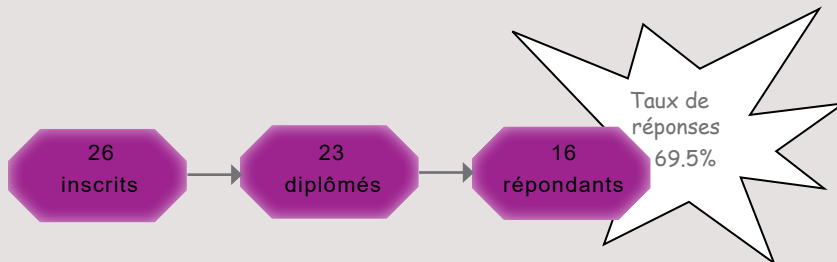 26
inscrits
23
diplômés
16
répondants
Taux de
réponses
69.5%